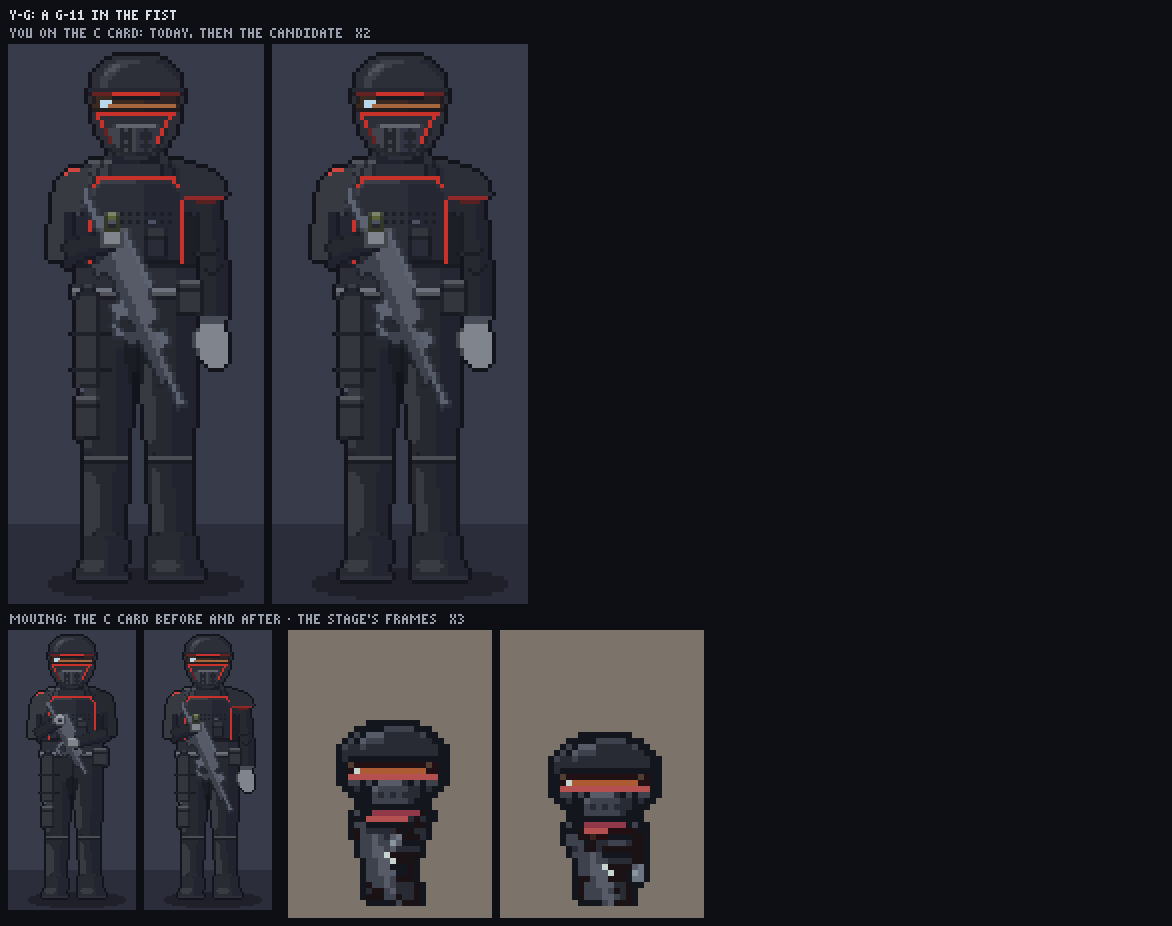 Y-G: A G-11 IN THE FIST
YOU ON THE C CARD: TODAY, THEN THE CANDIDATE X2
MOVING: THE C CARD BEFORE AND AFTER · THE STAGE'S FRAMES X3